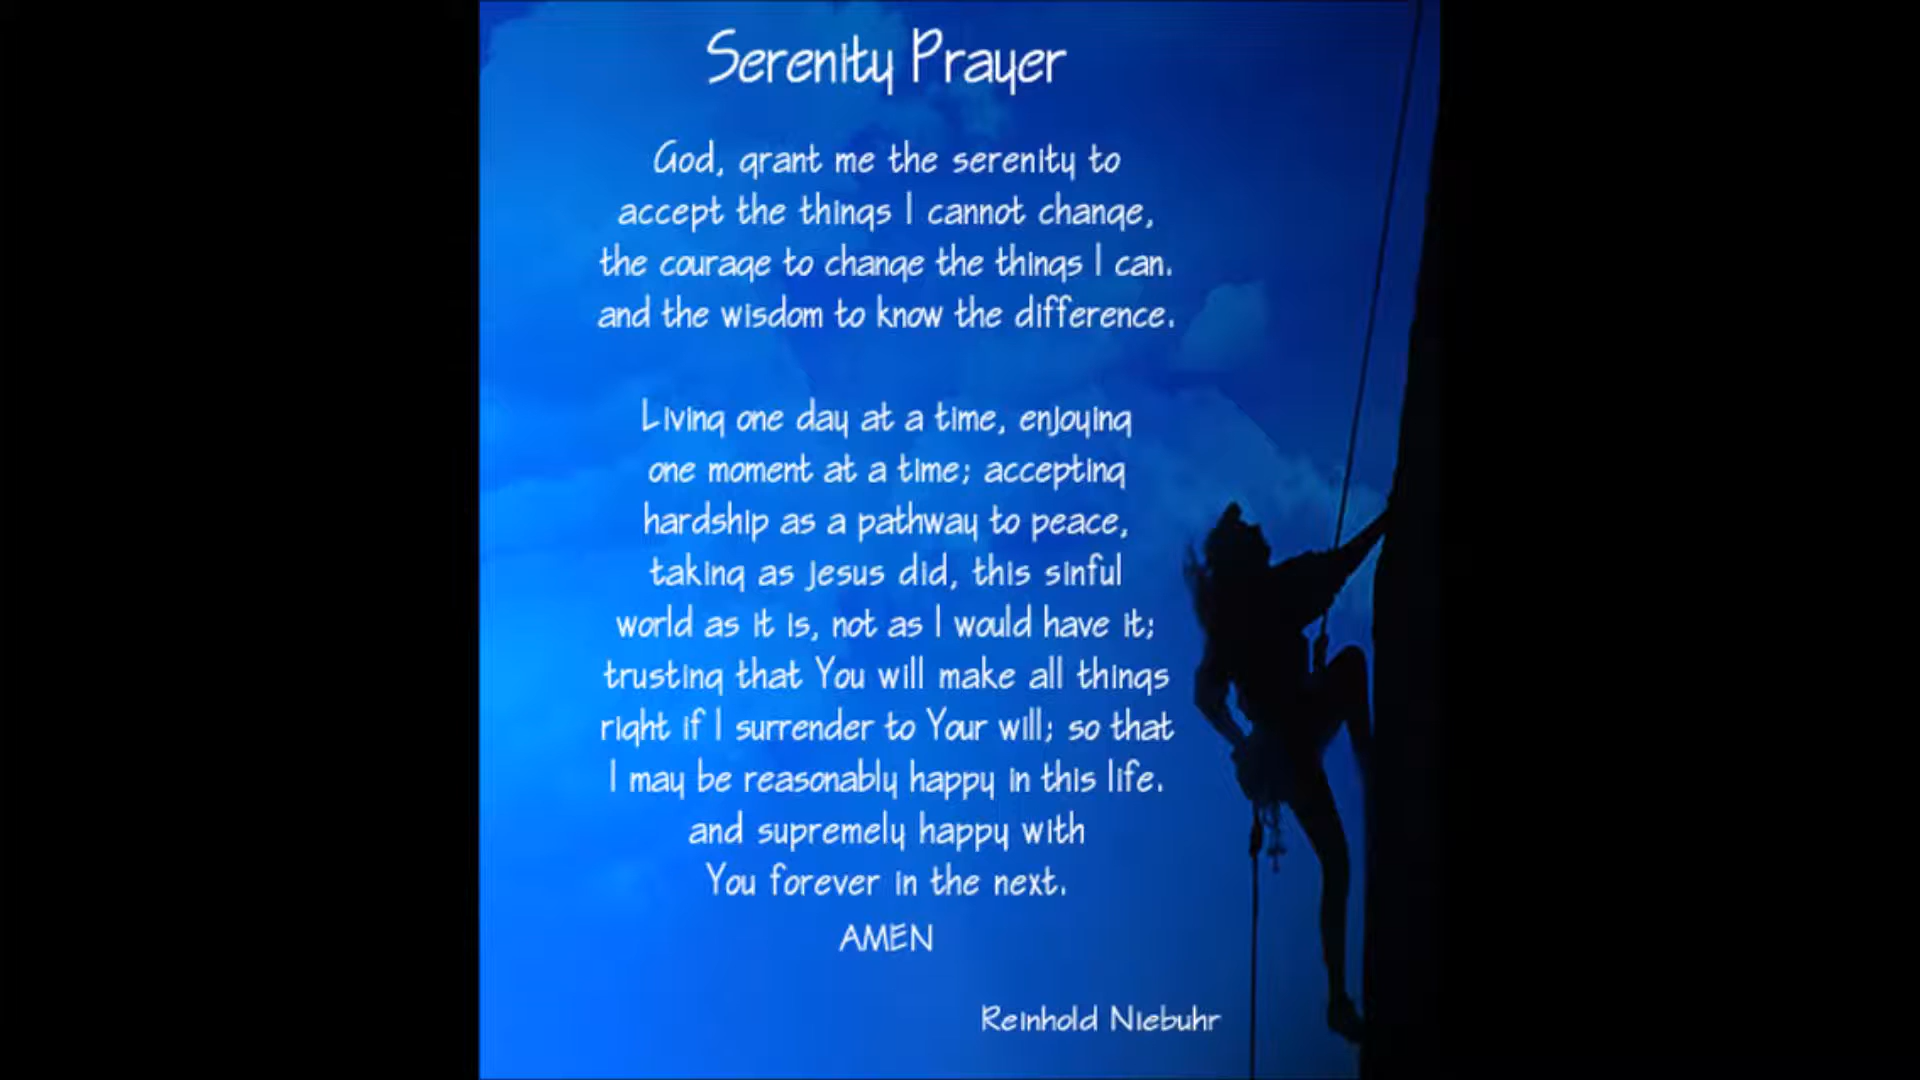 Serenity Prayer
God, grant me the serenity to
accept the things I cannot change,
the courage to change the things I can.
and the wisdom to know the difference.
Living one day at a time, enjoying
one moment at a time; accepting
hardship as a pathway to peace,
taking as Jesus did, this sinful
world as it is, not as I would have it;
trusting that You will make all things
right if I surrender to Your will; so that
I may be reasonably happy in this life.
and supremely happy with
You forever in the next.
AMEN
Reinhold Niebuhr